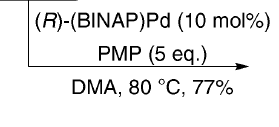 (R)-(BINAP)Pd (10 mol%)
PMP (5 eq.)
DMA, 80 °C, 77%